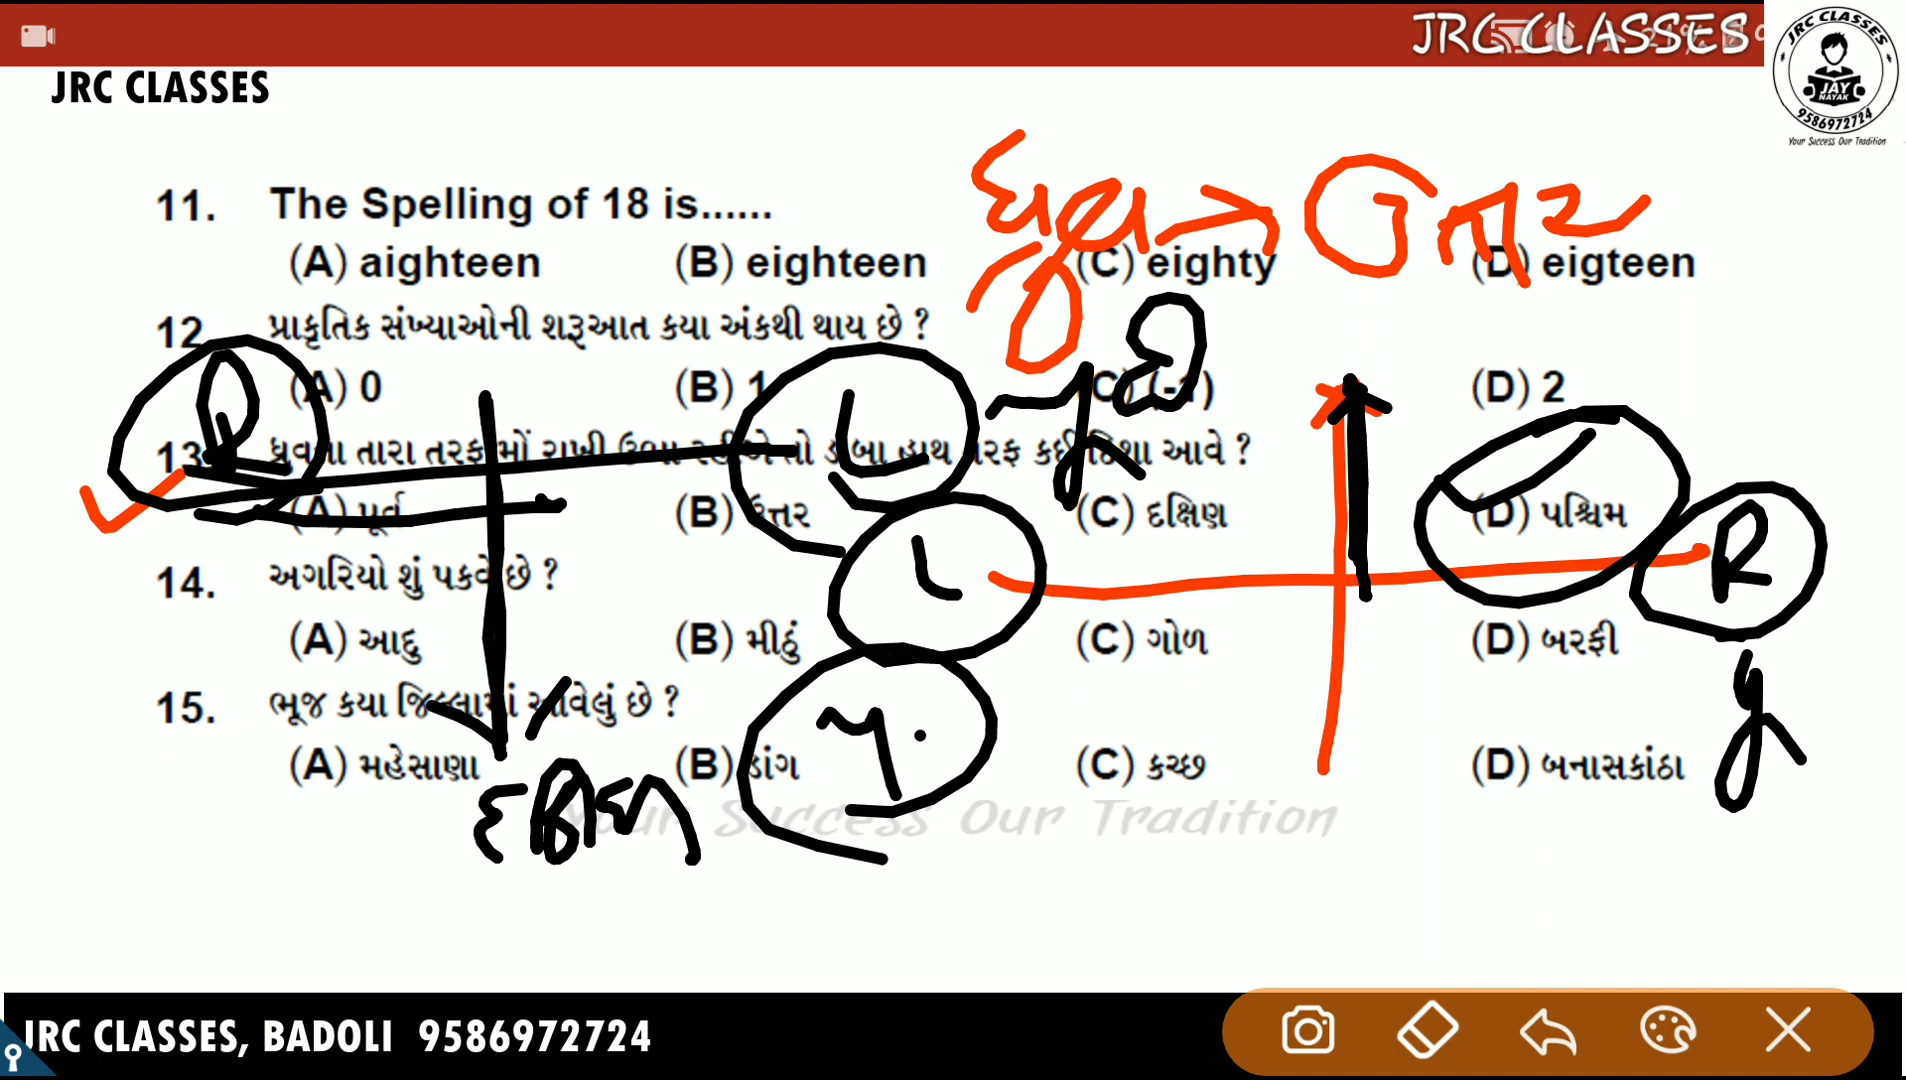 JRC CLASSES
JRC CLASSES
JRC CLASSES
JAY
NAYAK
9586972724
Your Success Our Tradition
11. The Spelling of 18 is......
(A) aighteen (B) eighteen (C) eighty (D) eigteen
ધ્રુવ → ઉત્તર
12. પ્રાકૃતિક સંખ્યાઓની શરૂઆત કયા અંકથી થાય છે ?
(A) 0 (B) 1 (C) (-1) (D) 2
R L
13. ધ્રુવના તારા તરફ મોં રાખી ઉભા રહીએ તો ડાબા હાથ તરફ કઈ દિશા આવે ?
(A) પૂર્વ (B) ઉત્તર (C) દક્ષિણ (D) પશ્ચિમ
L R
14. અગરિયો શું પકવે છે ?
(A) આદુ (B) મીઠું (C) ગોળ (D) બરફી
15. ભૂજ કયા જિલ્લામાં આવેલું છે ?
(A) મહેસાણા (B) ડાંગ (C) કચ્છ (D) બનાસકાંઠા
Your Success Our Tradition
JRC CLASSES, BADOLI 9586972724